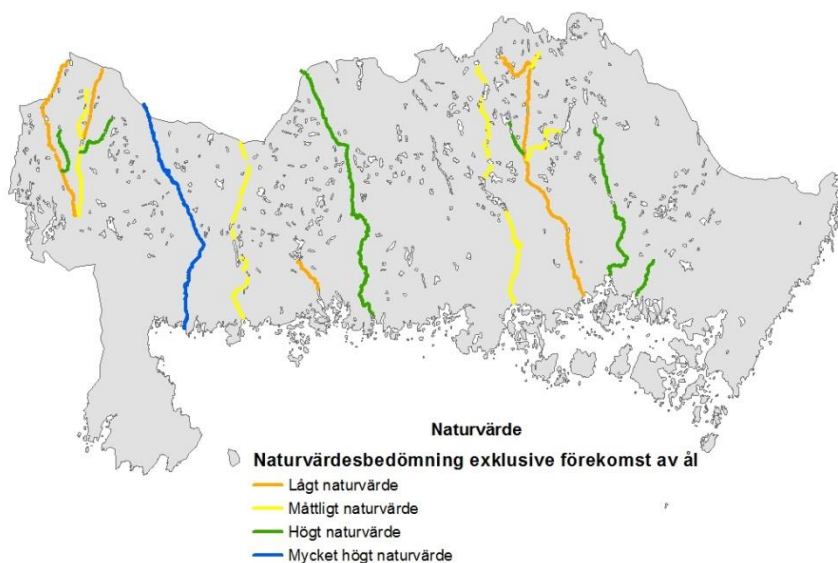 Naturvärde
Naturvärdesbedömning exklusive förekomst av ål
Lågt naturvärde
Måttligt naturvärde
Högt naturvärde
Mycket högt naturvärde